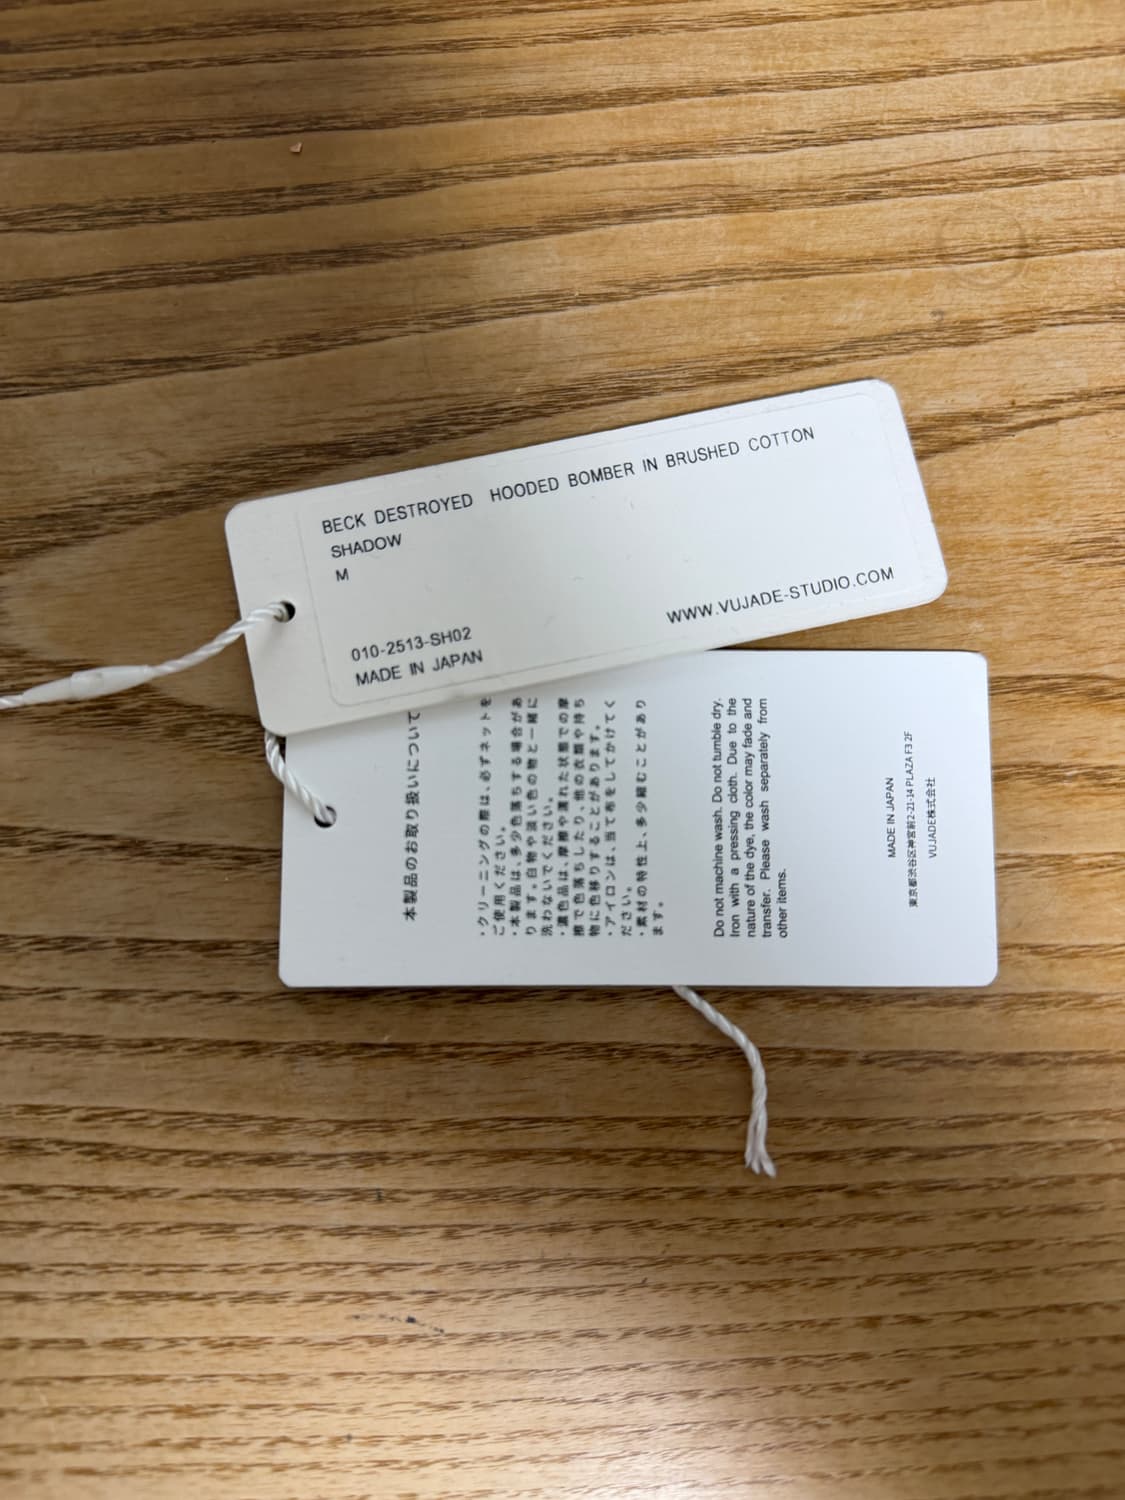 BECK DESTROYED HOODED BOMBER IN BRUSHED COTTON
SHADOW
M
010-2513-SH02
MADE IN JAPAN
WWW.VUJADE-STUDIO.COM
本製品のお取り扱いについて
・クリーニングの際は、必ずネットを
ご使用ください。
・本製品は、多少色落ちする場合があ
ります。白物や淡い色の物と一緒に
洗わないでください。
・濃色品は、摩擦や濡れた状態での摩
擦で色落ちしたり、他の衣類や持ち
物に色移りすることがあります。
・アイロンは、当て布をしてかけてく
ださい。
・素材の特性上、多少縮むことがあり
ます。
Do not machine wash. Do not tumble dry.
Iron with a pressing cloth. Due to the
nature of the dye, the color may fade and
transfer. Please wash separately from
other items.
MADE IN JAPAN
東京都渋谷区神宮前2-21-14 PLAZA F3 2F
VUJADE株式会社